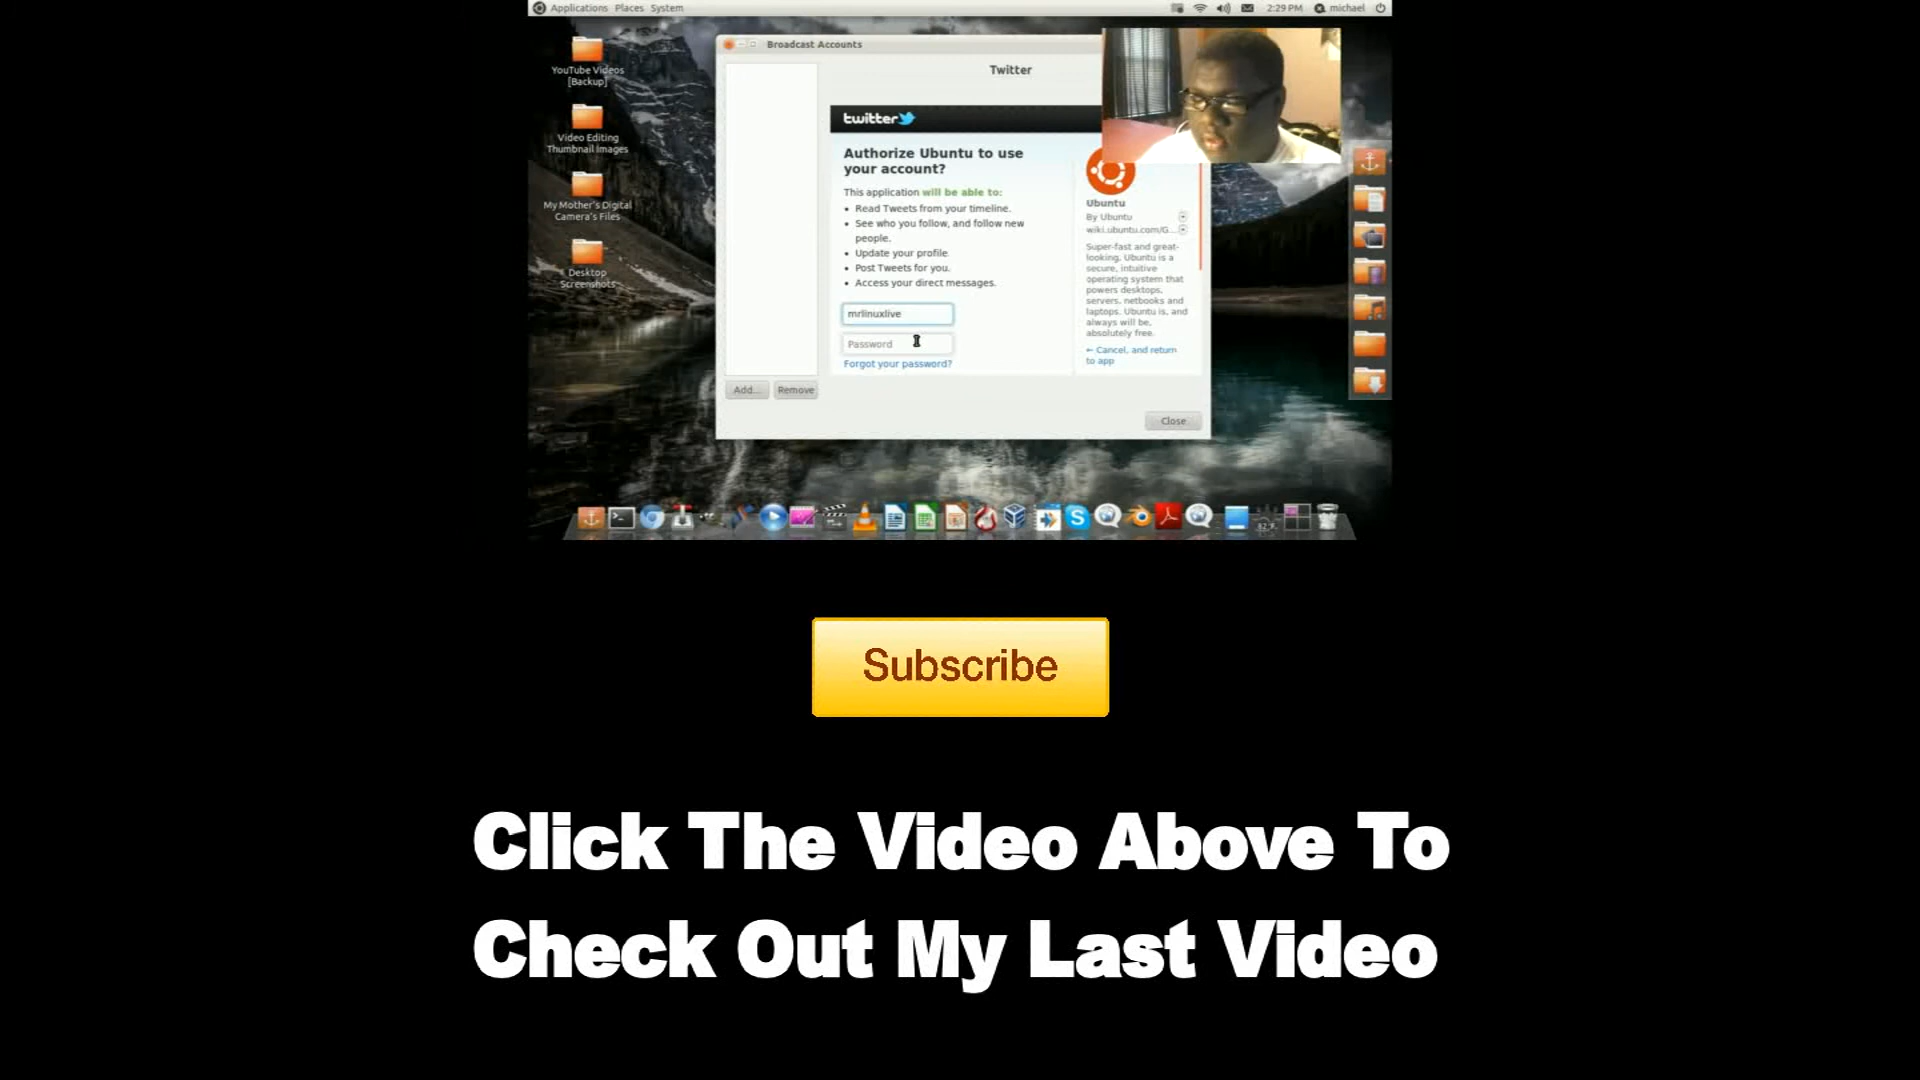 Applications Places System
2:29 PM michael
YouTube Videos
[Backup]
Video Editing
Thumbnail Images
My Mother's Digital
Camera's Files
Desktop
Screenshots
Broadcast Accounts
Twitter
twitter
Authorize Ubuntu to use
your account?
This application will be able to:
• Read Tweets from your timeline.
• See who you follow, and follow new
people.
• Update your profile.
• Post Tweets for you.
• Access your direct messages.
mrlinuxlive
Password
Forgot your password?
Ubuntu
By Ubuntu
wiki.ubuntu.com/G...
Super-fast and great-
looking. Ubuntu is a
secure, intuitive
operating system that
powers desktops,
servers, netbooks and
laptops. Ubuntu is, and
always will be,
absolutely free.
← Cancel, and return
to app
Add...
Remove
Close
Subscribe
Click The Video Above To
Check Out My Last Video